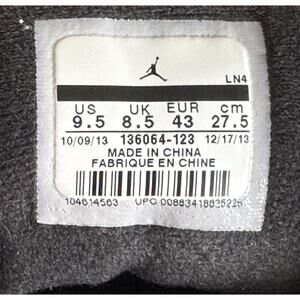 LN4
US UK EUR cm
9.5 8.5 43 27.5
10/09/13 136064-123 12/17/13
MADE IN CHINA
FABRIQUE EN CHINE
104614563 UPC 00883418835226